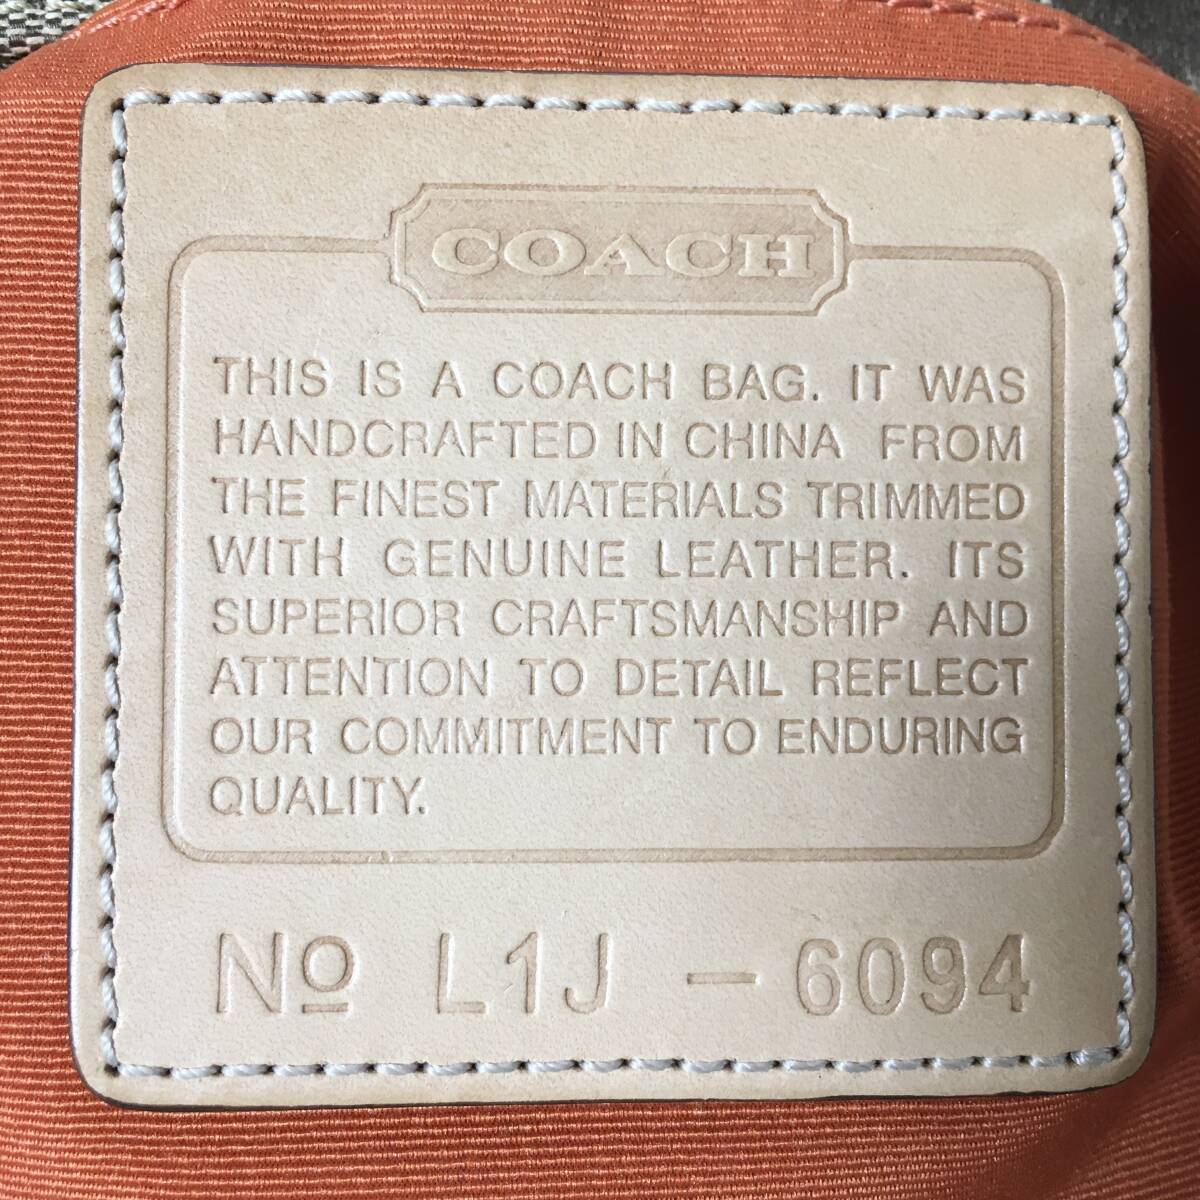 COACH
THIS IS A COACH BAG. IT WAS
HANDCRAFTED IN CHINA FROM
THE FINEST MATERIALS TRIMMED
WITH GENUINE LEATHER. ITS
SUPERIOR CRAFTSMANSHIP AND
ATTENTION TO DETAIL REFLECT
OUR COMMITMENT TO ENDURING
QUALITY.
Nº L1J - 6094